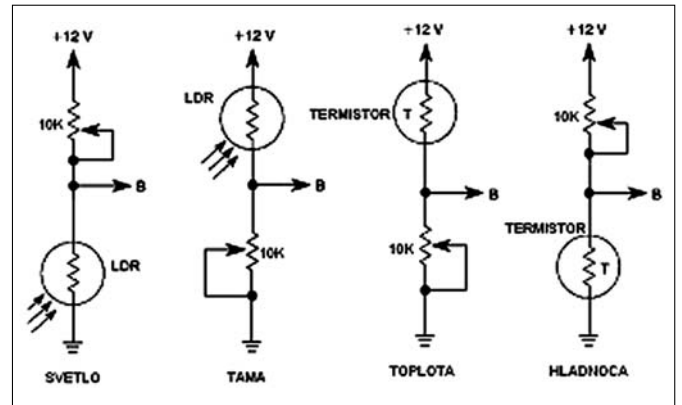 +12 V
10K
B
LDR
SVETLO
+12 V
LDR
B
10K
TAMA
+12 V
TERMISTOR
T
B
10K
TOPLOTA
+12 V
10K
B
TERMISTOR
T
HLADNOCA